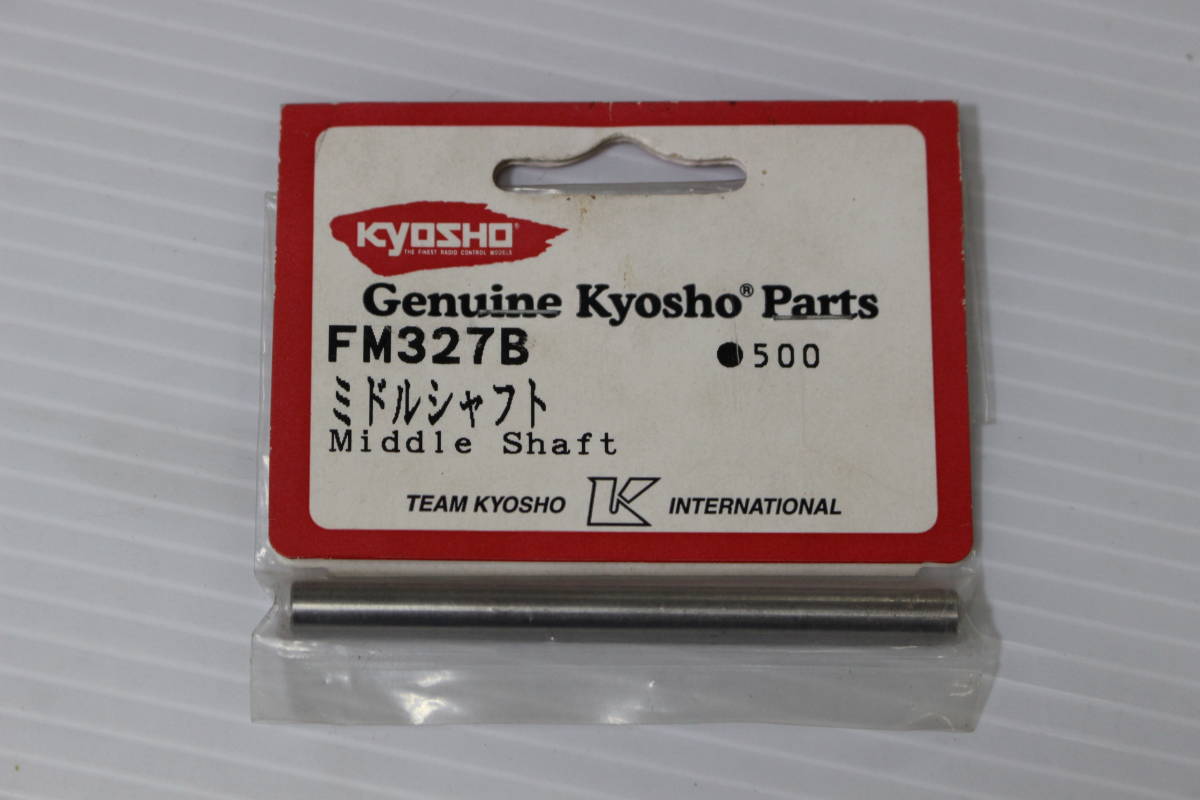 KYOSHO®
THE FINEST RADIO CONTROL MODELS
Genuine Kyosho® Parts
FM327B ●500
ミドルシャフト
Middle Shaft
TEAM KYOSHO K INTERNATIONAL